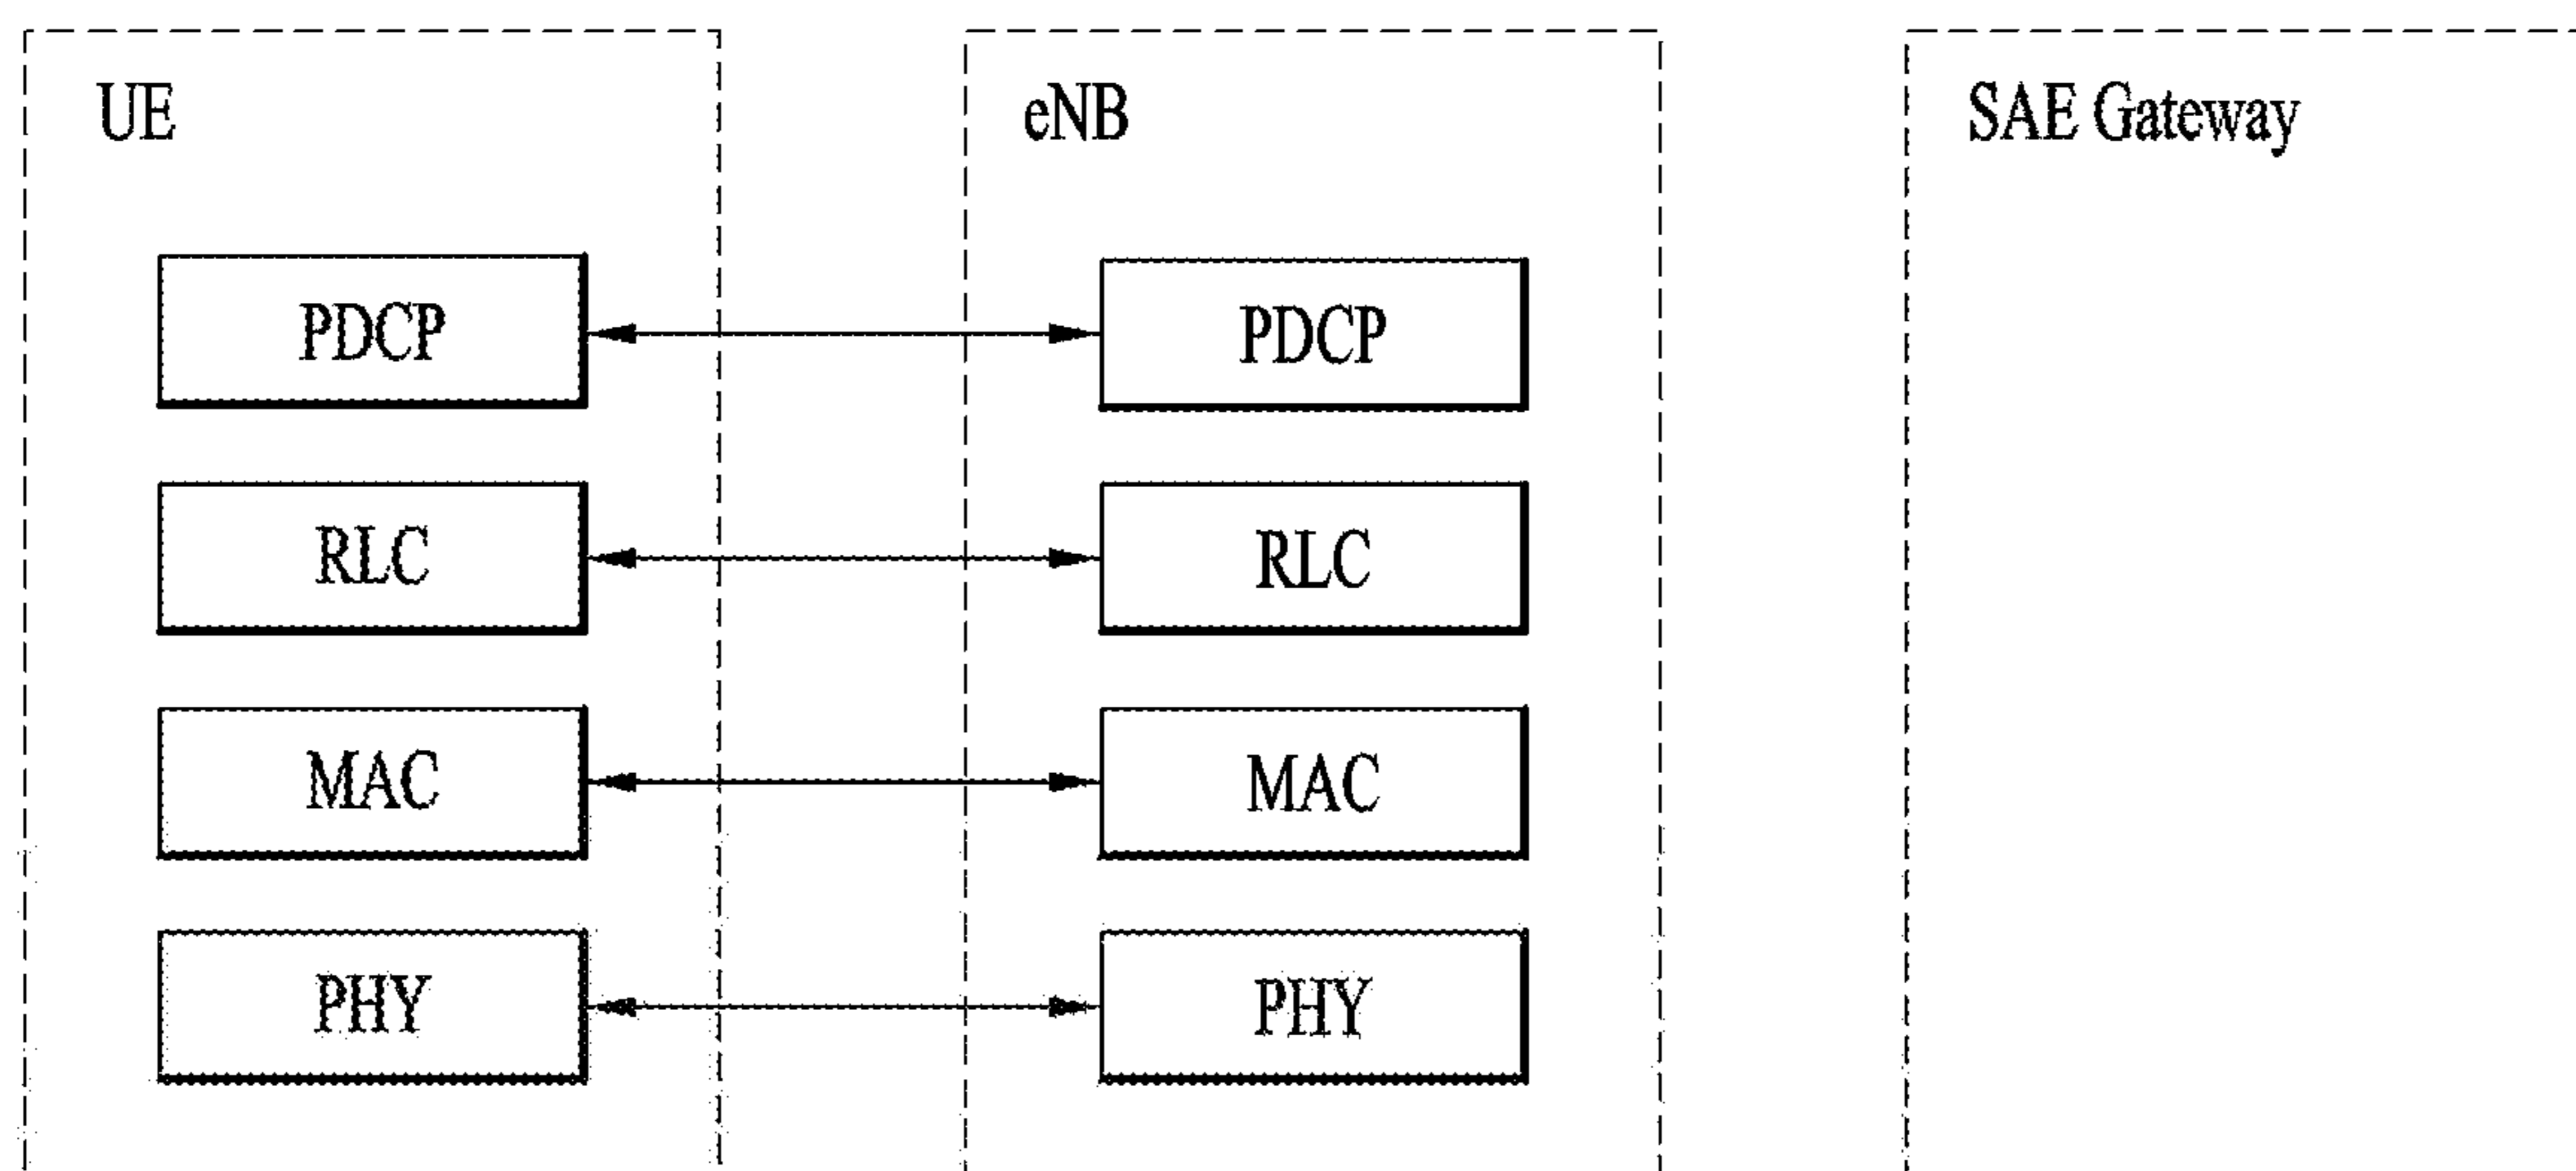 UE
eNB
SAE Gateway
PDCP
PDCP
RLC
RLC
MAC
MAC
PHY
PHY